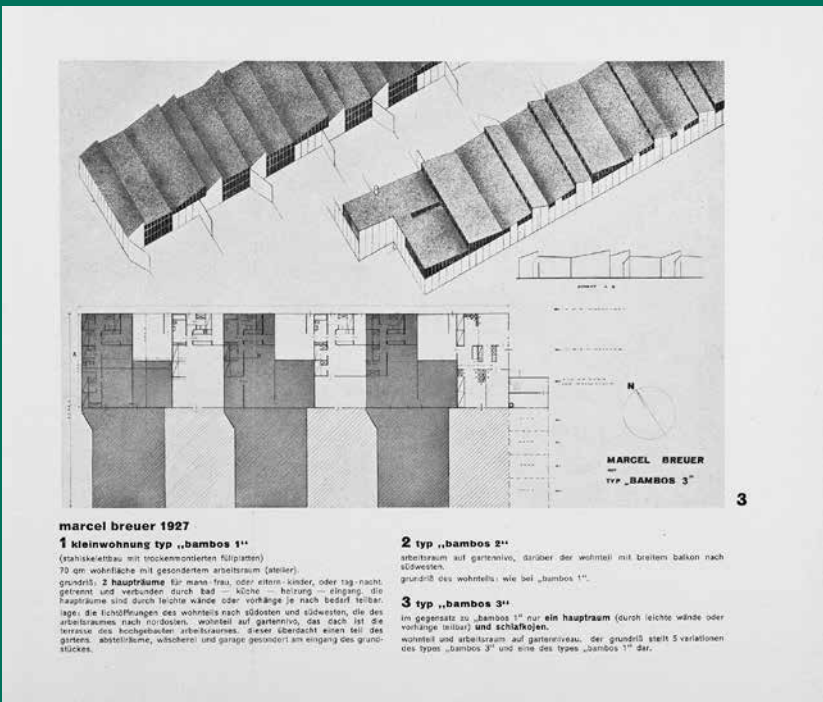 N
MARCEL BREUER
TYP „BAMBOS 3"
3
marcel breuer 1927
1 kleinwohnung typ „bambos 1"
(stahlskelettbau mit trockenmontierten füllplatten)
70 qm wohnfläche mit gesondertem arbeitsraum (atelier).
grundriß: 2 haupträume für mann-frau, oder eltern-kinder, oder tag-nacht
getrennt und verbunden durch bad — küche — heizung — eingang. die
haupträume sind durch leichte wände oder vorhänge je nach bedarf teilbar.
lage: die lichtöffnungen des wohnteils nach südosten und südwesten, die des
arbeitsraumes nach nordosten. wohnteil auf gartennivo, das dach ist die
terrasse des hochgebauten arbeitsraumes. dieser überdacht einen teil des
gartens. abstellräume, wäscherei und garage gesondert am eingang des grund-
stückes.
2 typ „bambos 2"
arbeitsraum auf gartennivo, darüber der wohnteil mit breitem balkon nach
südwesten.
grundriß des wohnteils: wie bei „bambos 1".
3 typ „bambos 3"
im gegensatz zu „bambos 1" nur ein hauptraum (durch leichte wände oder
vorhänge teilbar) und schlafkojen.
wohnteil und arbeitsraum auf gartenniveau. der grundriß stellt 5 variationen
des types „bambos 3" und eine des types „bambos 1" dar.